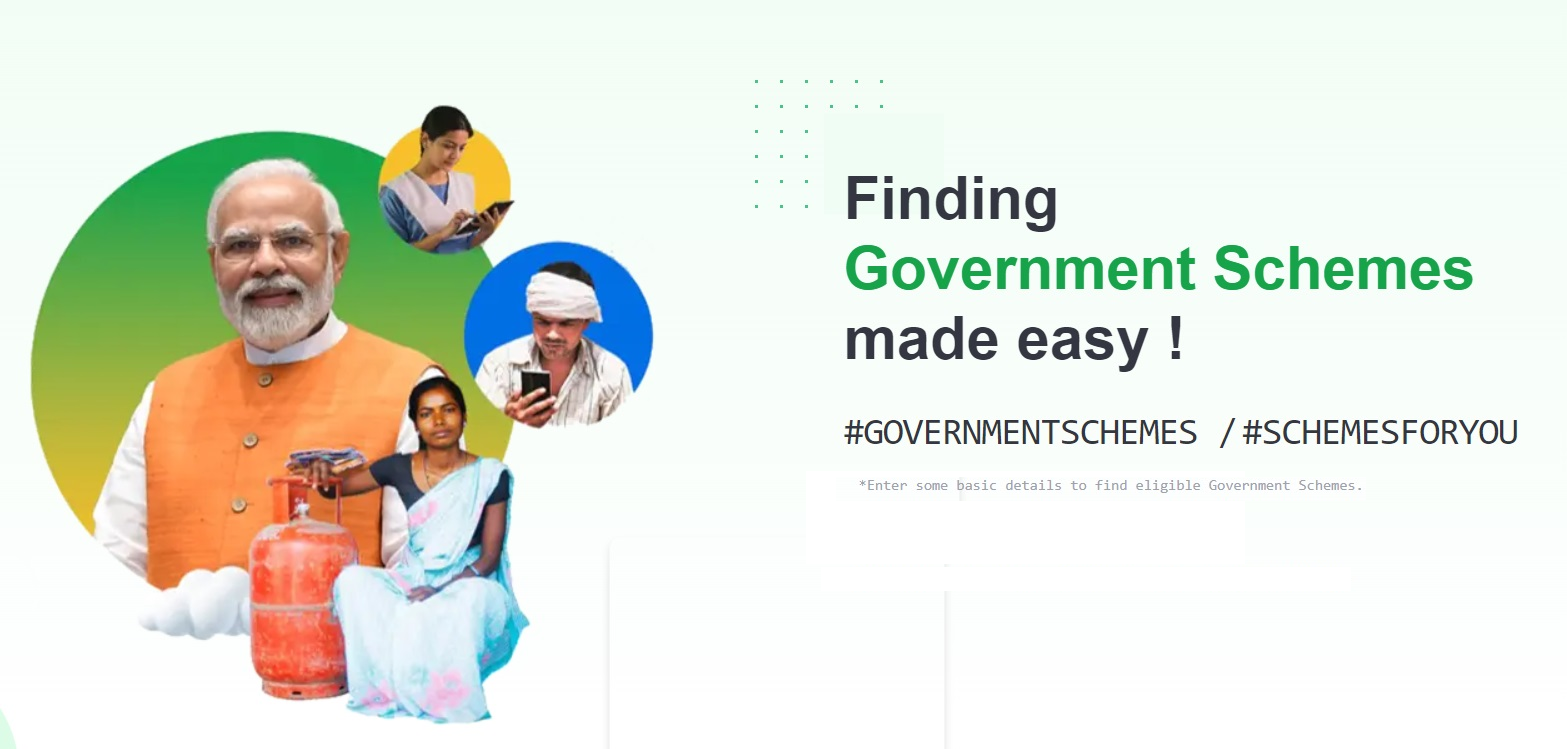 Finding
Government Schemes
made easy !
#GOVERNMENTSCHEMES /#SCHEMESFORYOU
*Enter some basic details to find eligible Government Schemes.